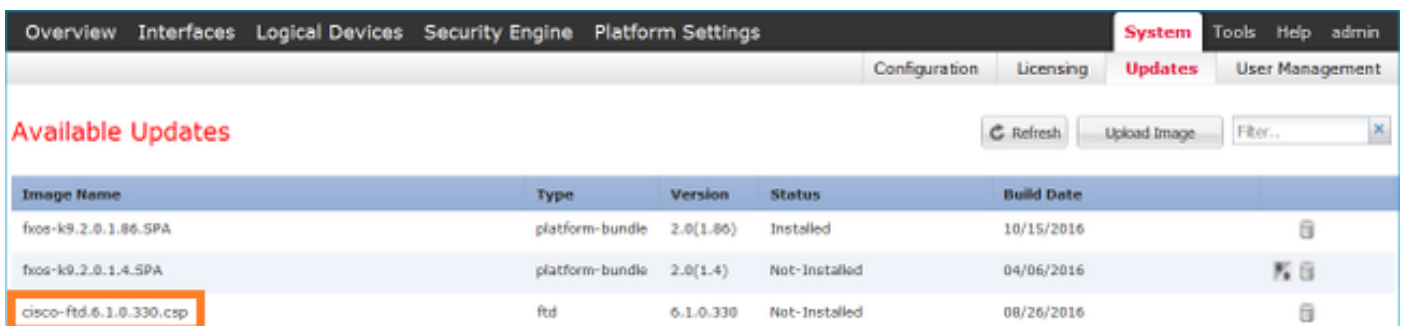 Overview Interfaces Logical Devices Security Engine Platform Settings System Tools Help admin
Configuration Licensing Updates User Management
Available Updates Refresh Upload Image Filter..
Image Name Type Version Status Build Date
fxos-k9.2.0.1.86.SPA platform-bundle 2.0(1.86) Installed 10/15/2016
fxos-k9.2.0.1.4.SPA platform-bundle 2.0(1.4) Not-Installed 04/06/2016
cisco-ftd.6.1.0.330.csp ftd 6.1.0.330 Not-Installed 08/26/2016